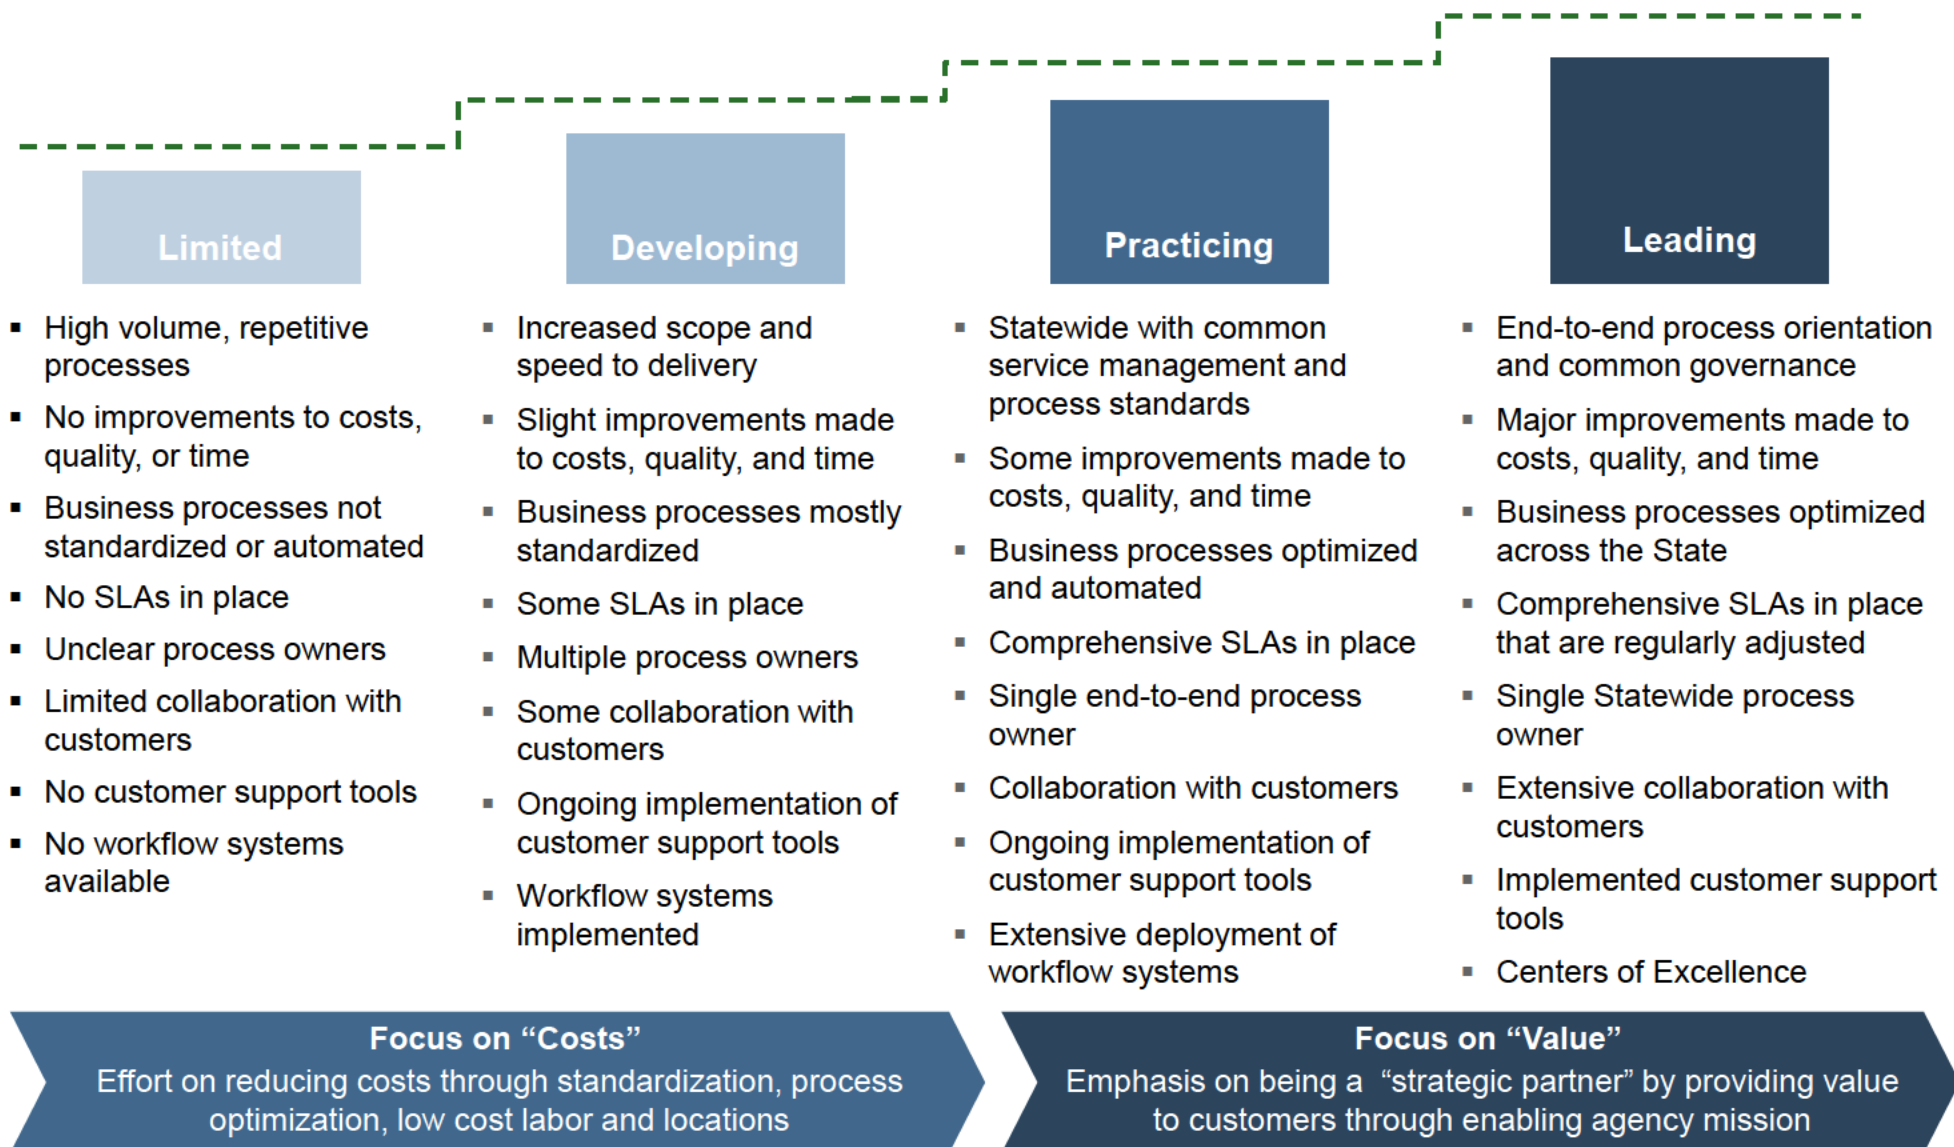 Limited
▪ High volume, repetitive
processes
▪ No improvements to costs,
quality, or time
▪ Business processes not
standardized or automated
▪ No SLAs in place
▪ Unclear process owners
▪ Limited collaboration with
customers
▪ No customer support tools
▪ No workflow systems
available
Developing
▪ Increased scope and
speed to delivery
▪ Slight improvements made
to costs, quality, and time
▪ Business processes mostly
standardized
▪ Some SLAs in place
▪ Multiple process owners
▪ Some collaboration with
customers
▪ Ongoing implementation of
customer support tools
▪ Workflow systems
implemented
Practicing
▪ Statewide with common
service management and
process standards
▪ Some improvements made to
costs, quality, and time
▪ Business processes optimized
and automated
▪ Comprehensive SLAs in place
▪ Single end-to-end process
owner
▪ Collaboration with customers
▪ Ongoing implementation of
customer support tools
▪ Extensive deployment of
workflow systems
Leading
▪ End-to-end process orientation
and common governance
▪ Major improvements made to
costs, quality, and time
▪ Business processes optimized
across the State
▪ Comprehensive SLAs in place
that are regularly adjusted
▪ Single Statewide process
owner
▪ Extensive collaboration with
customers
▪ Implemented customer support
tools
▪ Centers of Excellence
Focus on “Costs”
Effort on reducing costs through standardization, process
optimization, low cost labor and locations
Focus on “Value”
Emphasis on being a “strategic partner” by providing value
to customers through enabling agency mission